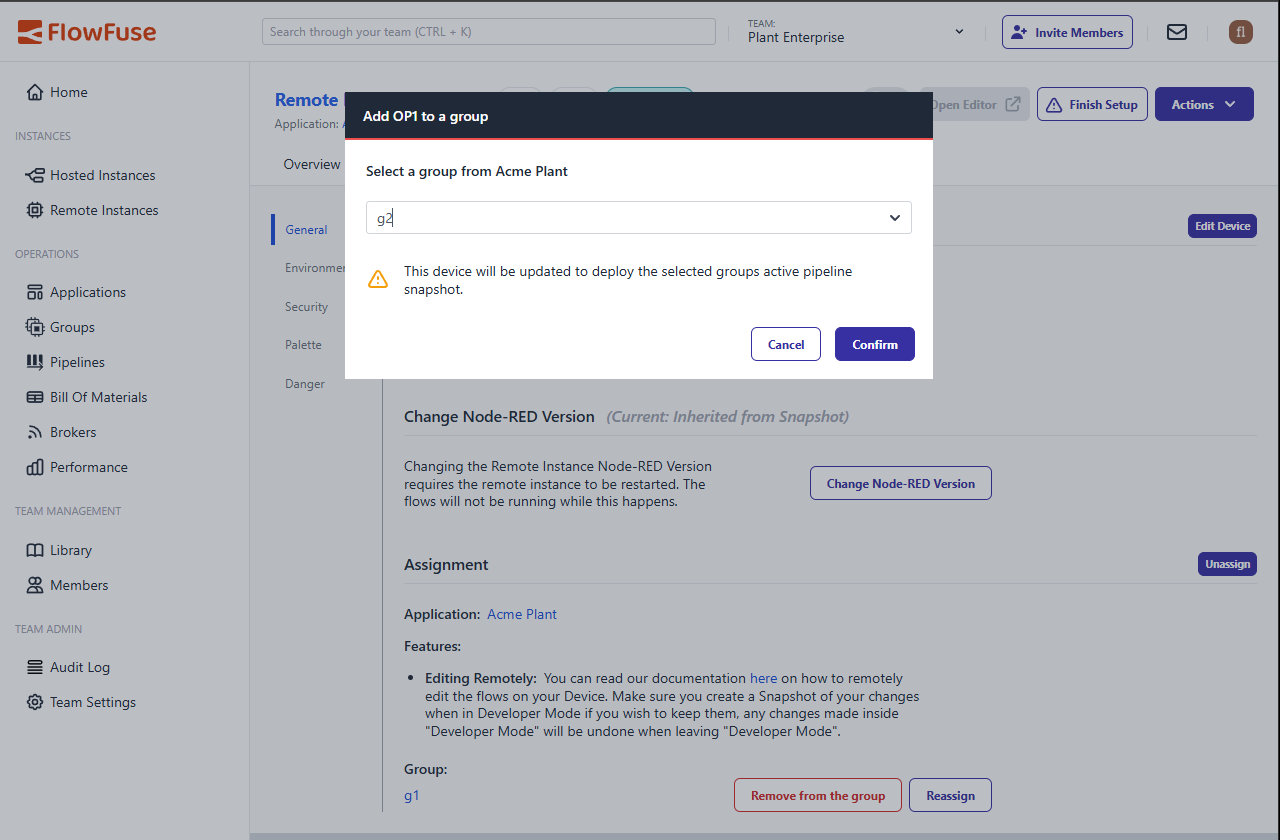 FlowFuse
Search through your team (CTRL + K)
TEAM:
Plant Enterprise
Invite Members
fl
Home
INSTANCES
Hosted Instances
Remote Instances
OPERATIONS
Applications
Groups
Pipelines
Bill Of Materials
Brokers
Performance
TEAM MANAGEMENT
Library
Members
TEAM ADMIN
Audit Log
Team Settings
Remote
Application:
Open Editor
Finish Setup
Actions
Overview
General
Security
Palette
Danger
Edit Device
Add OP1 to a group
Select a group from Acme Plant
g2
This device will be updated to deploy the selected groups active pipeline
snapshot.
Cancel
Confirm
Change Node-RED Version (Current: Inherited from Snapshot)
Changing the Remote Instance Node-RED Version
requires the remote instance to be restarted. The
flows will not be running while this happens.
Change Node-RED Version
Assignment
Unassign
Application: Acme Plant
Features:
• Editing Remotely: You can read our documentation here on how to remotely
edit the flows on your Device. Make sure you create a Snapshot of your changes
when in Developer Mode if you wish to keep them, any changes made inside
"Developer Mode" will be undone when leaving "Developer Mode".
Group:
g1
Remove from the group
Reassign